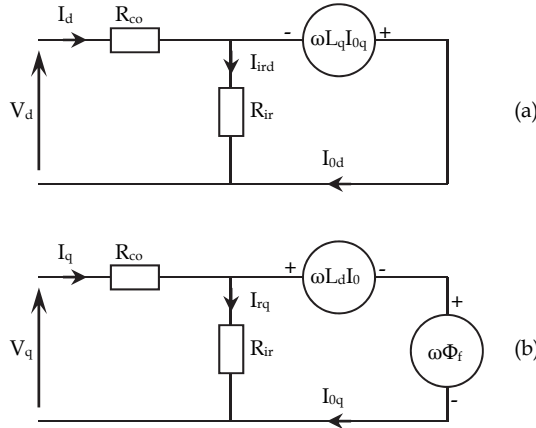 I_d R_co - ωL_qI_0q +
I_ird
V_d R_ir (a)
I_0d
I_q R_co + ωL_dI_0 -
I_rq +
V_q R_ir ωΦ_f (b)
I_0q -